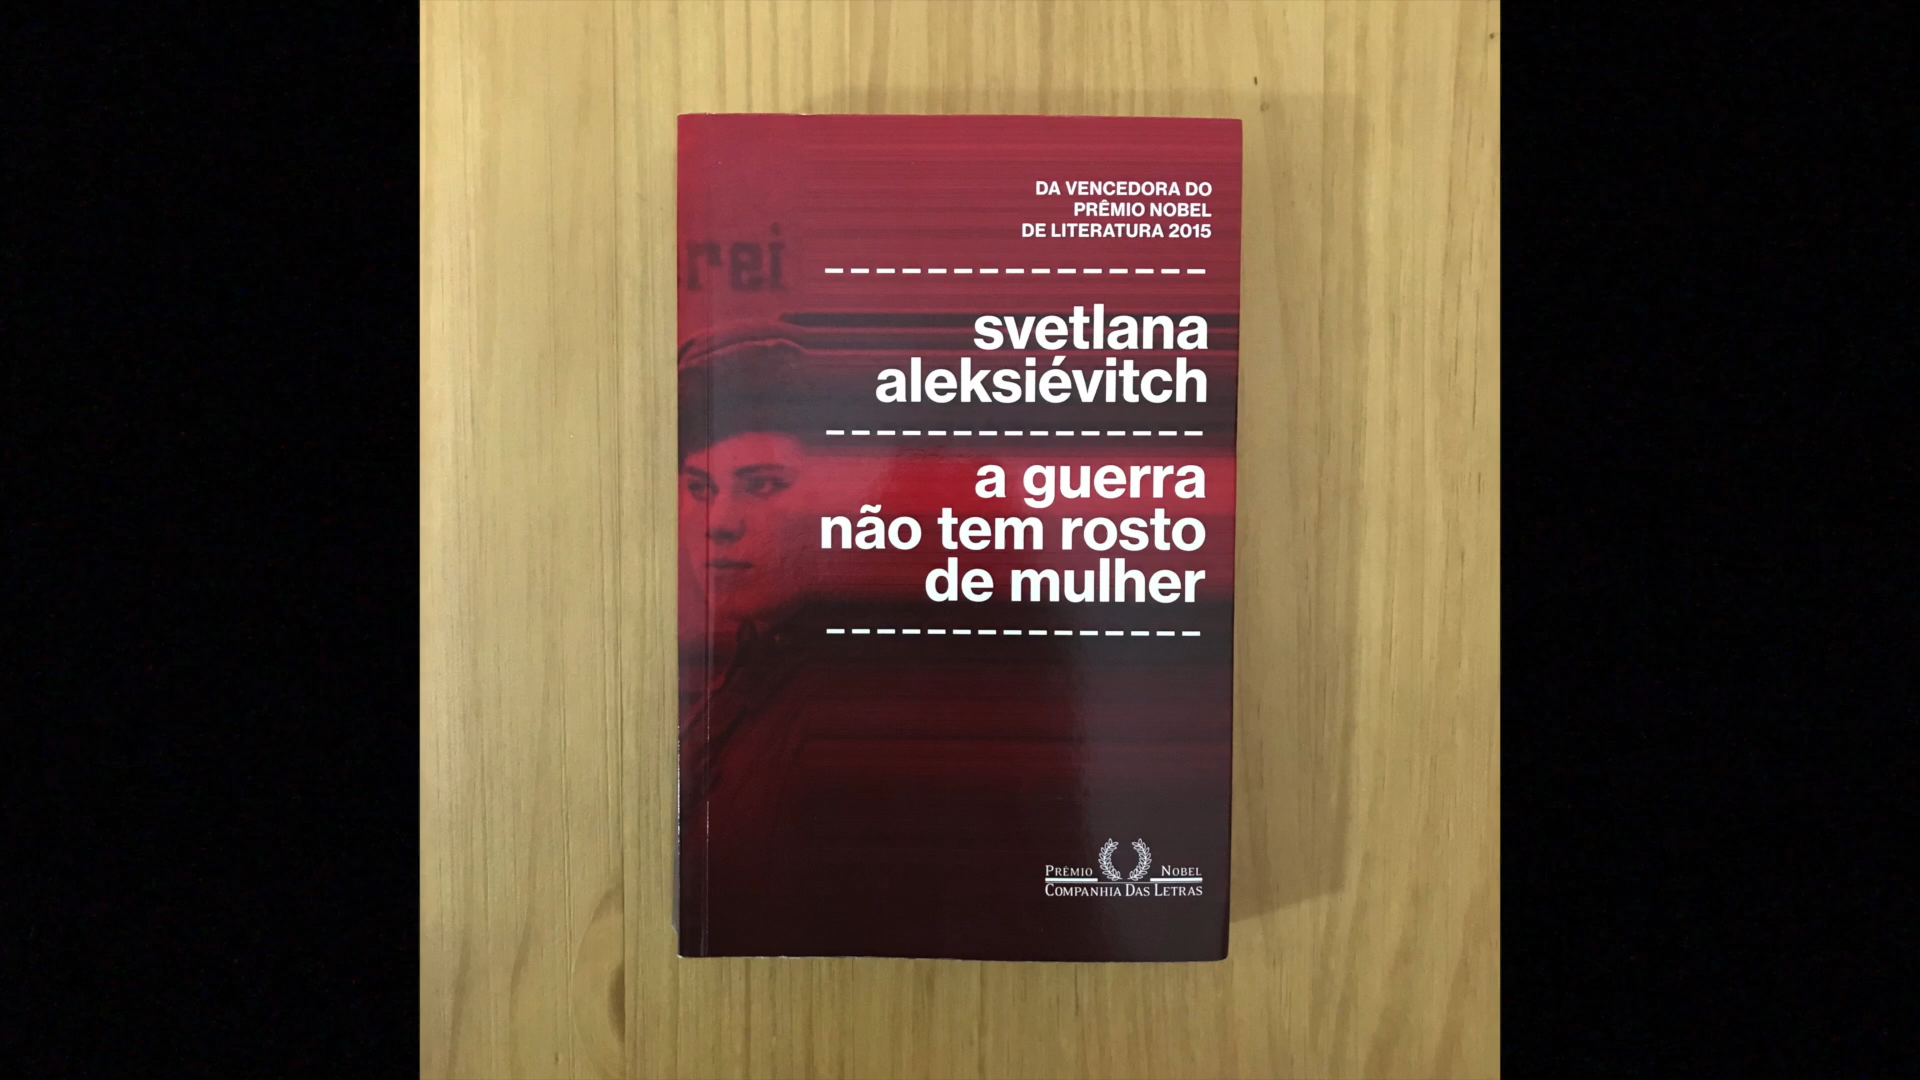 DA VENCEDORA DO
PRÊMIO NOBEL
DE LITERATURA 2015
rei
svetlana
aleksiévitch
a guerra
não tem rosto
de mulher
PRÊMIO NOBEL
COMPANHIA DAS LETRAS